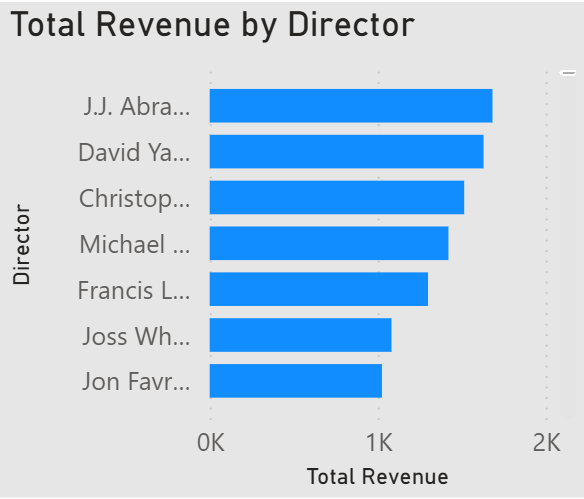 Total Revenue by Director
Director
J.J. Abra...
David Ya...
Christop...
Michael ...
Francis L...
Joss Wh...
Jon Favr...
0K 1K 2K
Total Revenue